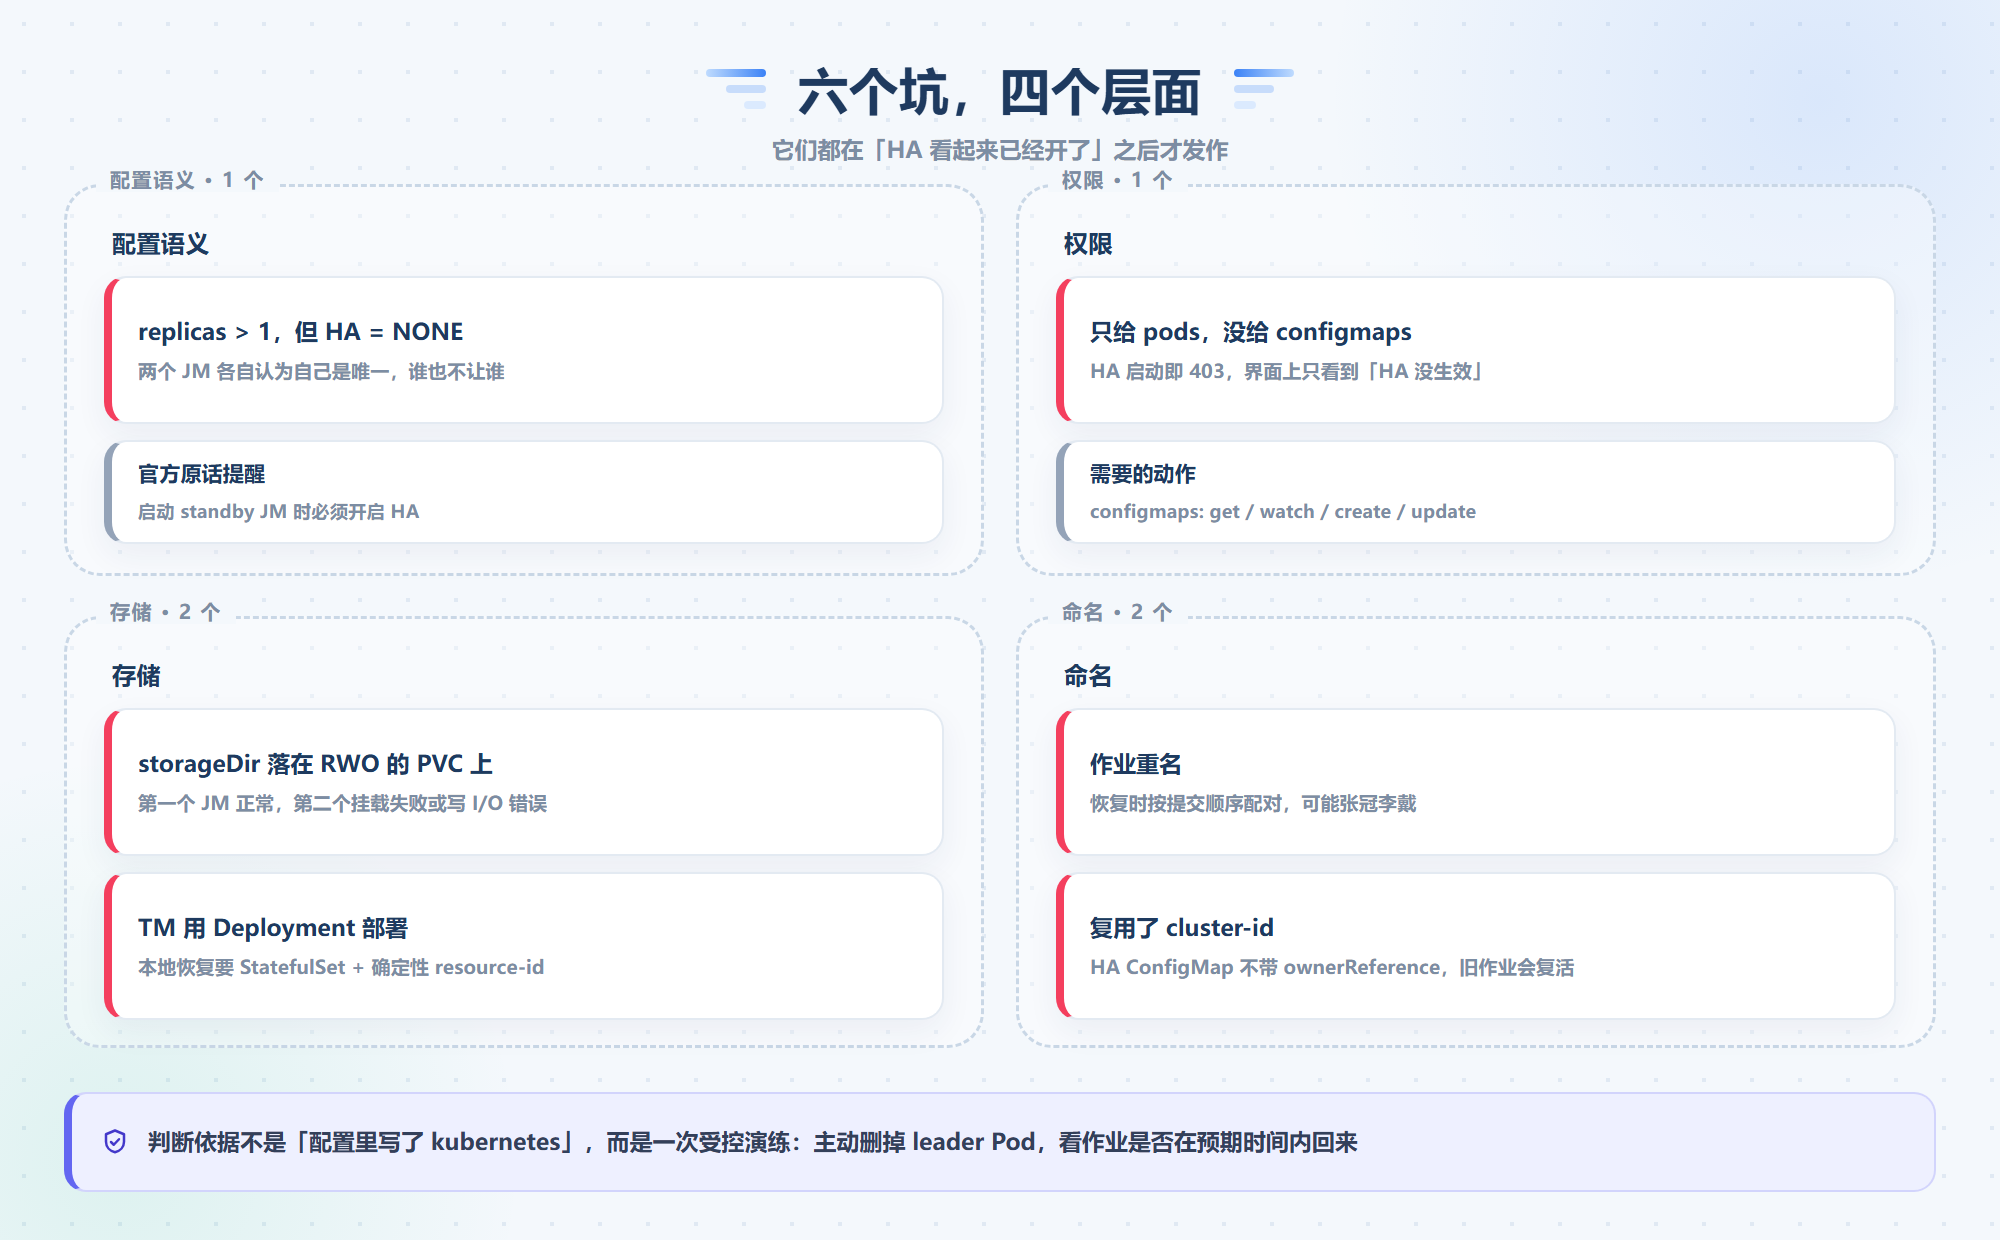 六个坑，四个层面
它们都在「HA 看起来已经开了」之后才发作
配置语义 · 1 个
配置语义
replicas > 1，但 HA = NONE
两个 JM 各自认为自己是唯一，谁也不让谁
官方原话提醒
启动 standby JM 时必须开启 HA
权限 · 1 个
权限
只给 pods，没给 configmaps
HA 启动即 403，界面上只看到「HA 没生效」
需要的动作
configmaps: get / watch / create / update
存储 · 2 个
存储
storageDir 落在 RWO 的 PVC 上
第一个 JM 正常，第二个挂载失败或写 I/O 错误
TM 用 Deployment 部署
本地恢复要 StatefulSet + 确定性 resource-id
命名 · 2 个
命名
作业重名
恢复时按提交顺序配对，可能张冠李戴
复用了 cluster-id
HA ConfigMap 不带 ownerReference，旧作业会复活
判断依据不是「配置里写了 kubernetes」，而是一次受控演练：主动删掉 leader Pod，看作业是否在预期时间内回来